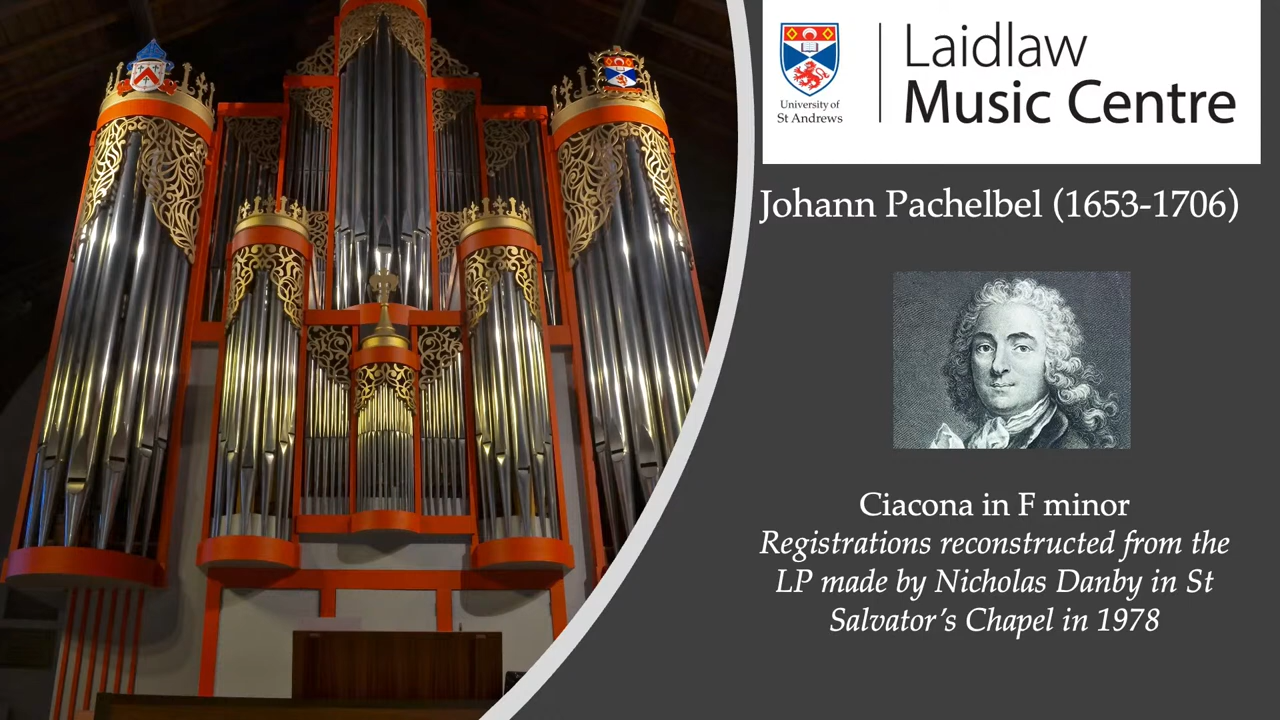 University of
St Andrews
Laidlaw
Music Centre
Johann Pachelbel (1653-1706)
Ciacona in F minor
Registrations reconstructed from the
LP made by Nicholas Danby in St
Salvator’s Chapel in 1978